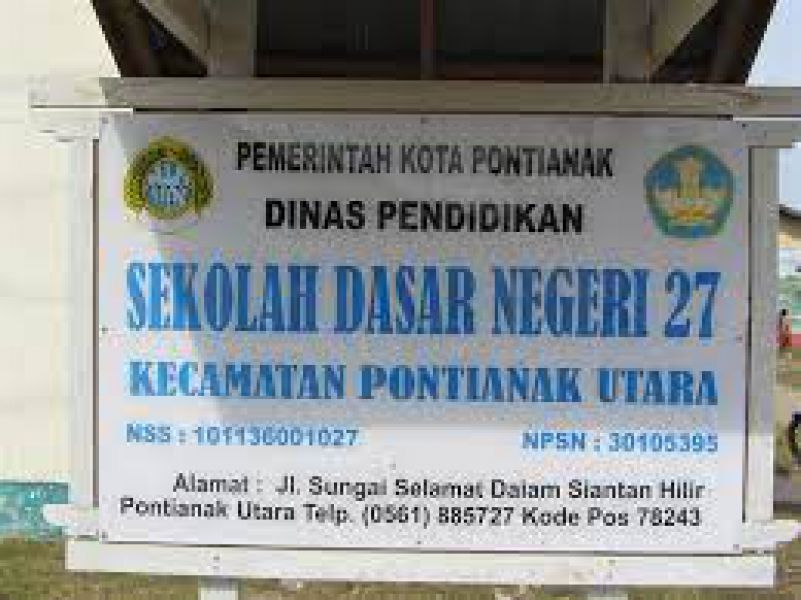 PEMERINTAH KOTA PONTIANAK
DINAS PENDIDIKAN
SEKOLAH DASAR NEGERI 27
KECAMATAN PONTIANAK UTARA
NSS : 101136001027 NPSN : 30105395
Alamat : Jl. Sungai Selamat Dalam Siantan Hilir
Pontianak Utara Telp. (0561) 885727 Kode Pos 78243